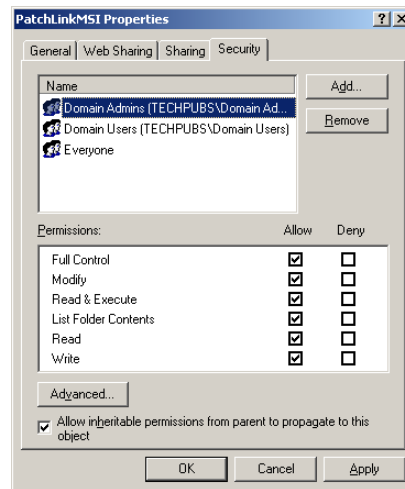 PatchLinkMSI Properties
General Web Sharing Sharing Security
Name
Add...
Domain Admins (TECHPUBS\Domain Ad...
Remove
Domain Users (TECHPUBS\Domain Users)
Everyone
Permissions: Allow Deny
Full Control
Modify
Read & Execute
List Folder Contents
Read
Write
Advanced...
Allow inheritable permissions from parent to propagate to this
object
OK Cancel Apply